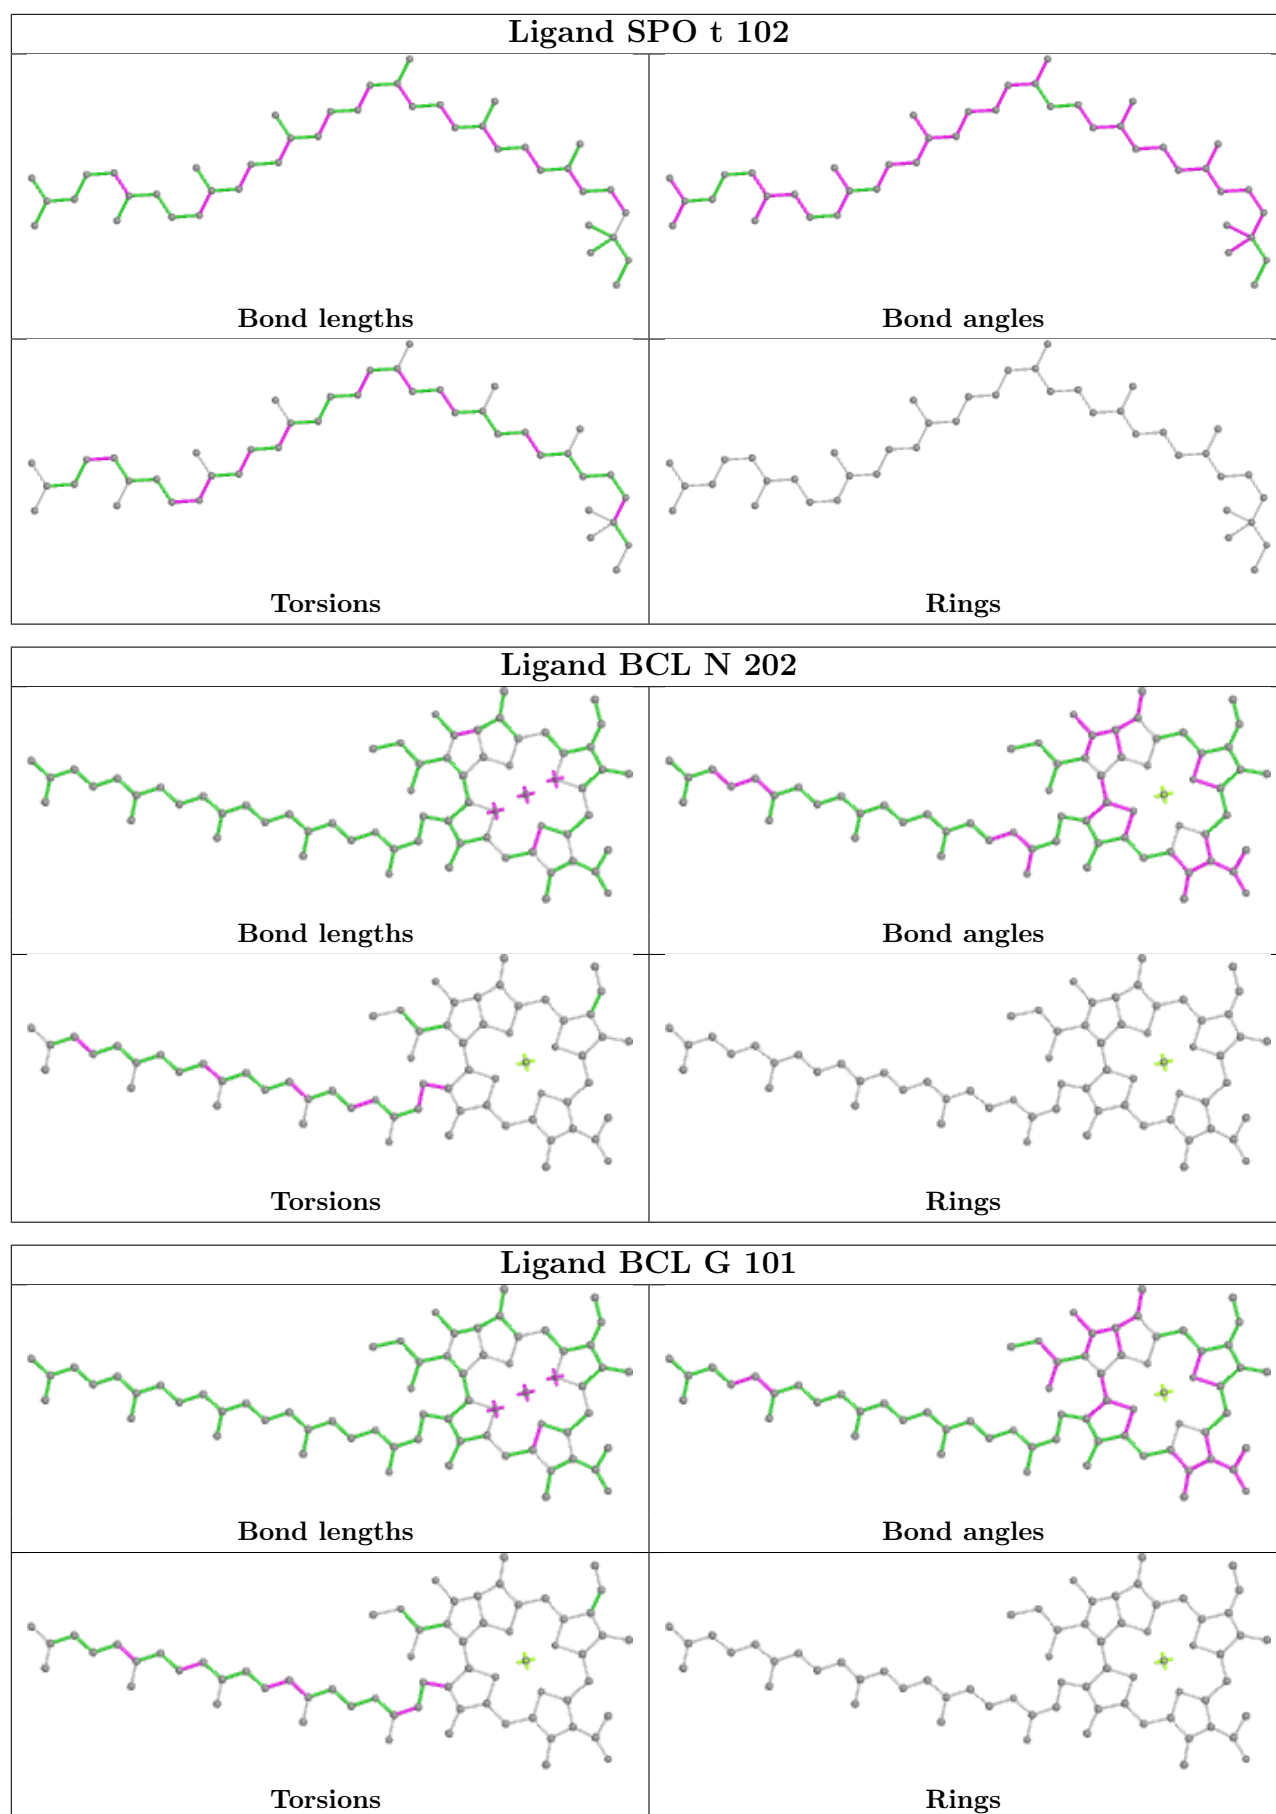 Ligand SPO t 102
Bond lengths
Bond angles
Torsions
Rings
Ligand BCL N 202
Bond lengths
Bond angles
Torsions
Rings
Ligand BCL G 101
Bond lengths
Bond angles
Torsions
Rings